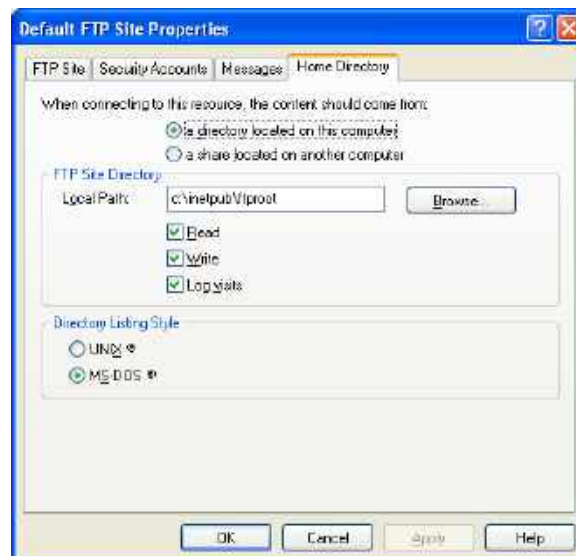 Default FTP Site Properties
FTP Site Security Accounts Messages Home Directory
When connecting to this resource, the content should come from:
a directory located on this computer
a share located on another computer
FTP Site Directory
Local Path: c:\inetpub\ftproot Browse...
Read
Write
Log visits
Directory Listing Style
UNIX ®
MS-DOS ®
OK Cancel Apply Help